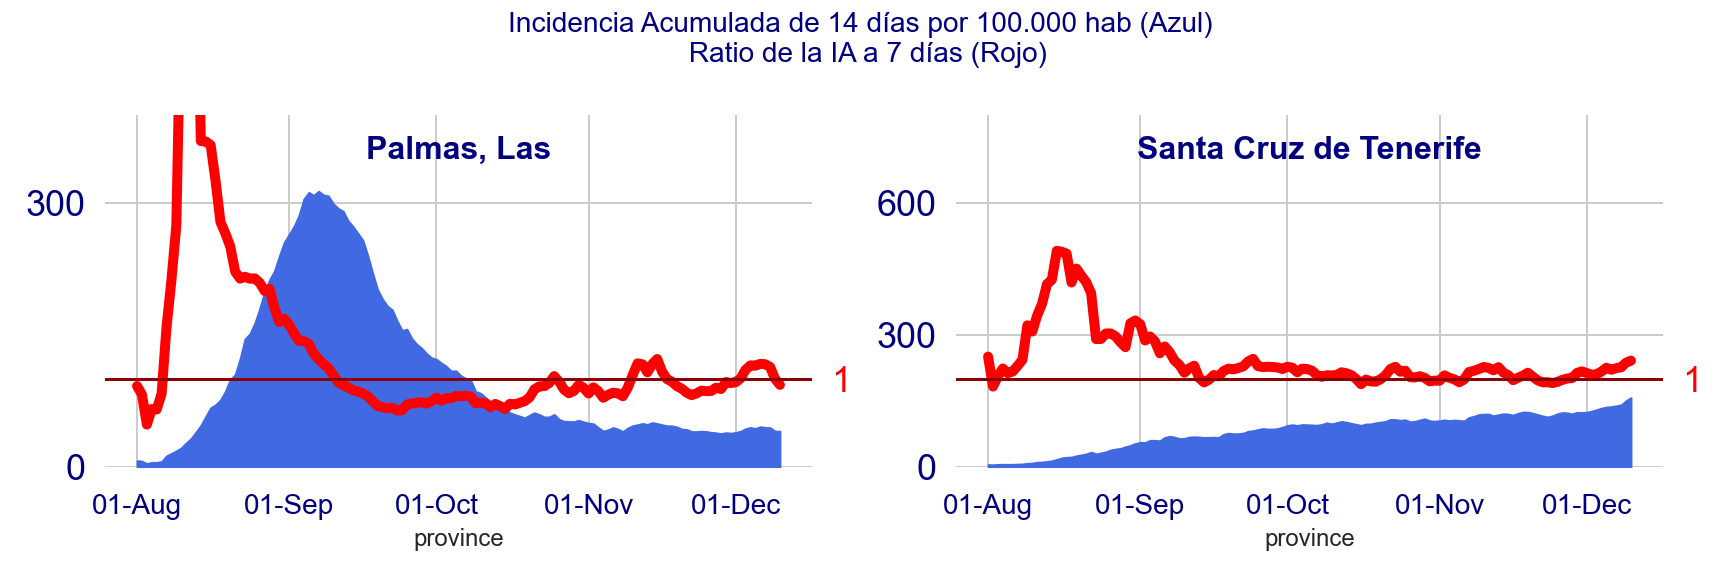 Incidencia Acumulada de 14 días por 100.000 hab (Azul)
Ratio de la IA a 7 días (Rojo)
Palmas, Las
300
0
1
01-Aug 01-Sep 01-Oct 01-Nov 01-Dec
province
Santa Cruz de Tenerife
600
300
0
1
01-Aug 01-Sep 01-Oct 01-Nov 01-Dec
province